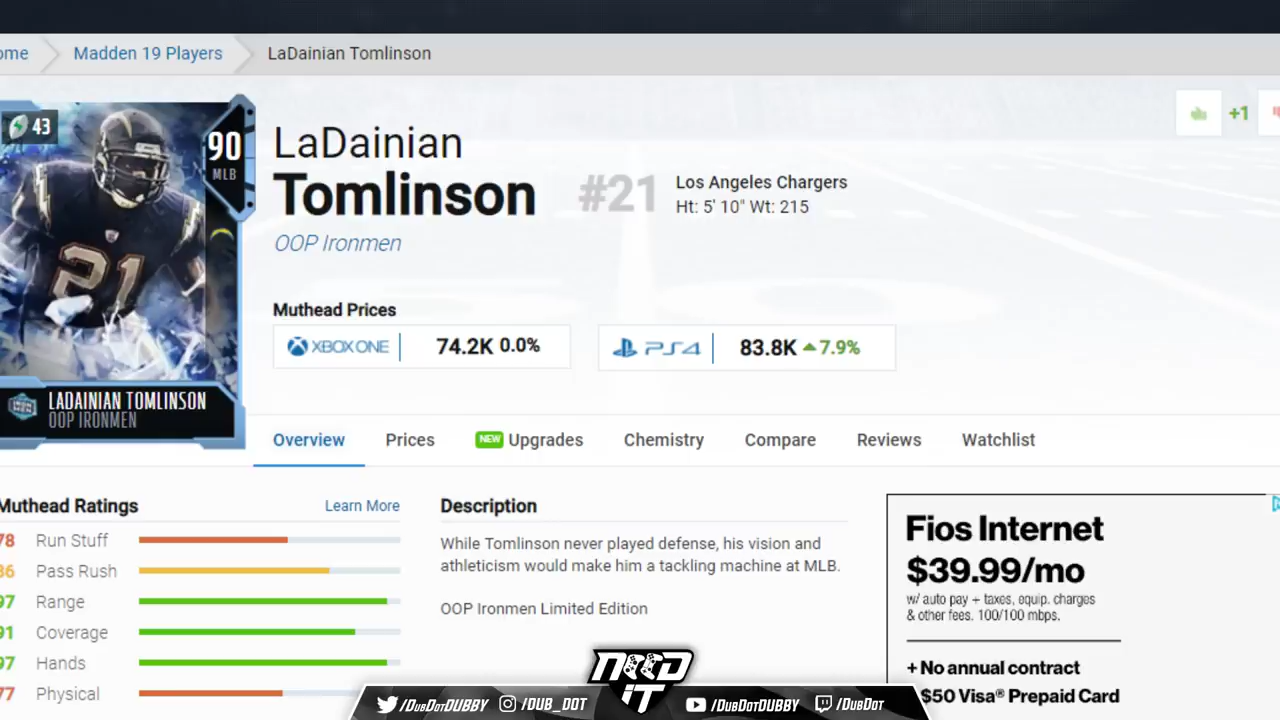 ome
Madden 19 Players
LaDainian Tomlinson
43
90
MLB
LADAINIAN TOMLINSON
OOP IRONMEN
21
LaDainian
Tomlinson
#21
Los Angeles Chargers
Ht: 5' 10" Wt: 215
OOP Ironmen
+1
Muthead Prices
XBOX ONE 74.2K 0.0%
PS4 83.8K 7.9%
Overview Prices NEW Upgrades Chemistry Compare Reviews Watchlist
Muthead Ratings
Learn More
78 Run Stuff
86 Pass Rush
97 Range
91 Coverage
97 Hands
77 Physical
Description
While Tomlinson never played defense, his vision and
athleticism would make him a tackling machine at MLB.
OOP Ironmen Limited Edition
Fios Internet
$39.99/mo
w/ auto pay + taxes, equip. charges
& other fees. 100/100 mbps.
+ No annual contract
$50 Visa® Prepaid Card
NEED
IT
/DUBDOTDUBBY /DUB_DOT /DUBDOTDUBBY /DUBDOT